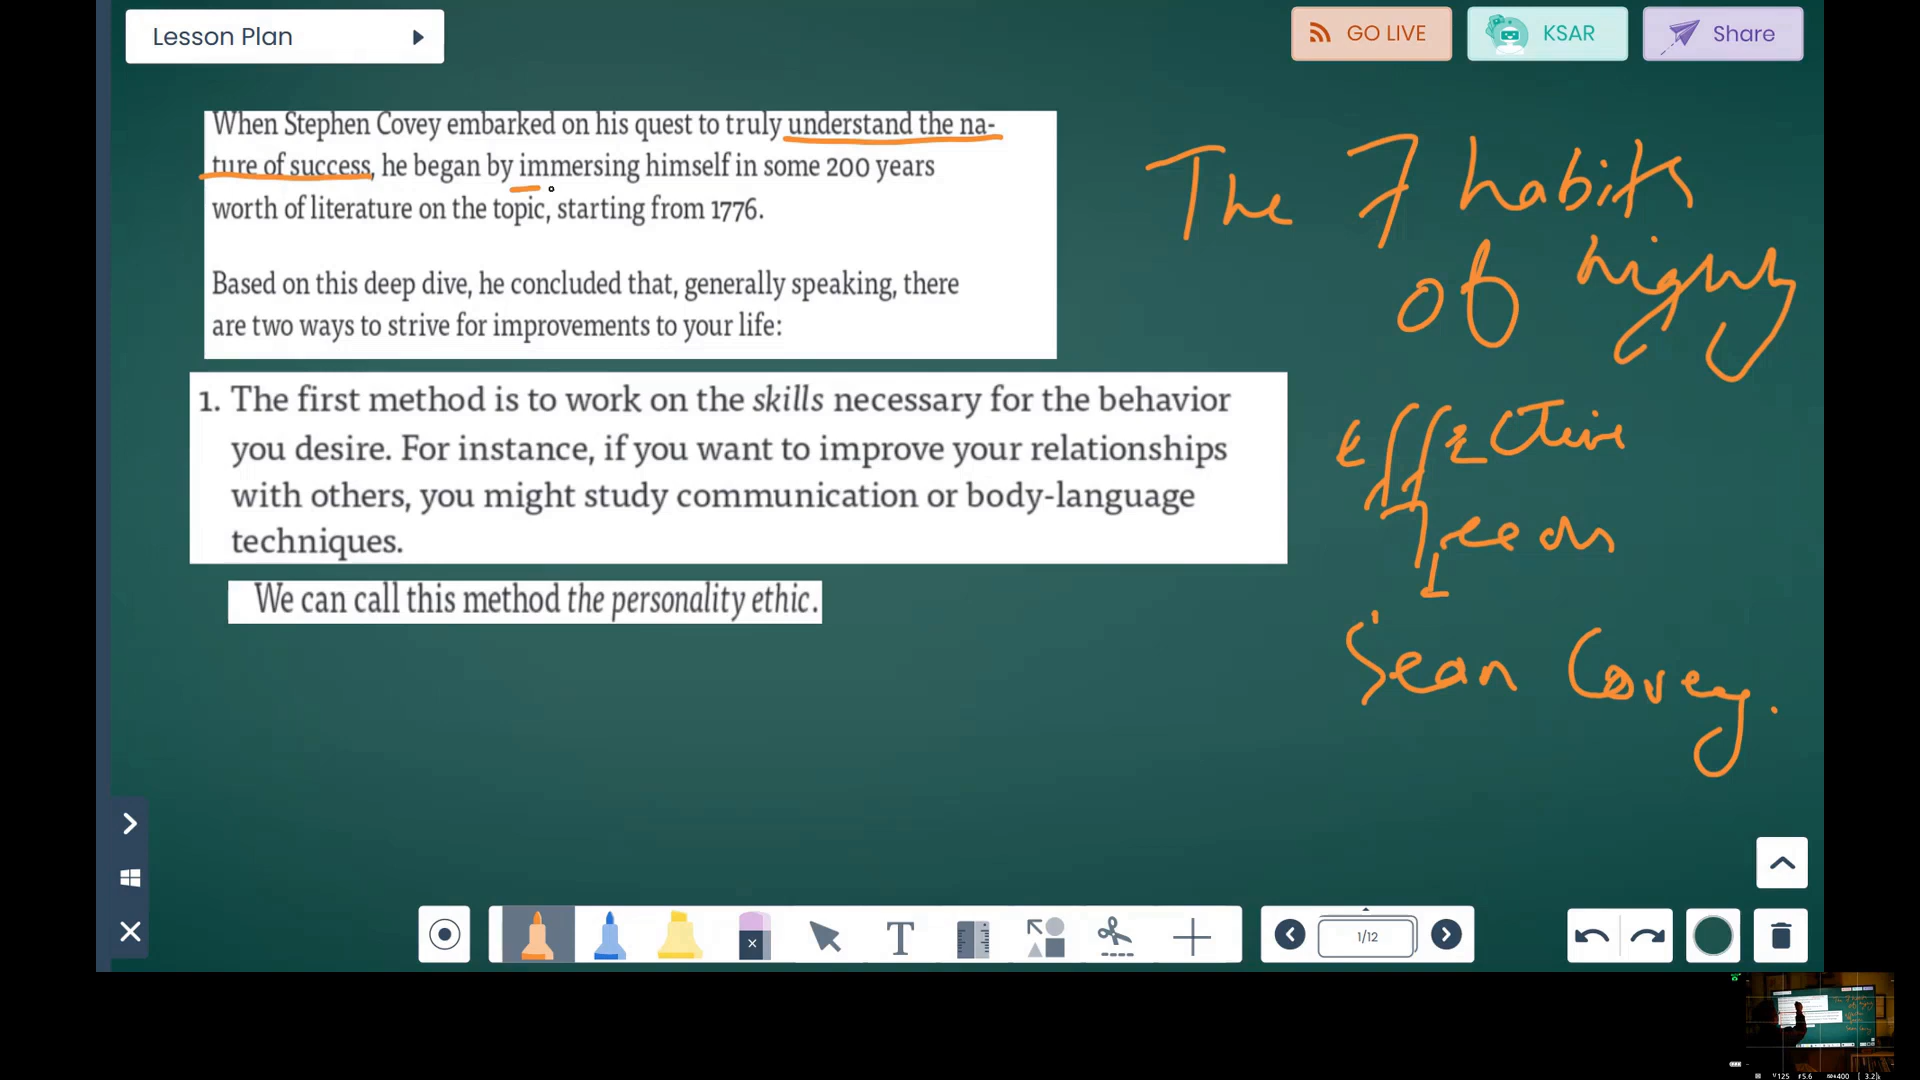 Lesson Plan
GO LIVE
KSAR
Share
When Stephen Covey embarked on his quest to truly understand the na-
ture of success, he began by immersing himself in some 200 years
worth of literature on the topic, starting from 1776.
Based on this deep dive, he concluded that, generally speaking, there
are two ways to strive for improvements to your life:
1. The first method is to work on the skills necessary for the behavior
you desire. For instance, if you want to improve your relationships
with others, you might study communication or body-language
techniques.
We can call this method the personality ethic.
The 7 habits
of highly
Effective
Teens
Sean Covey.
T
1/12